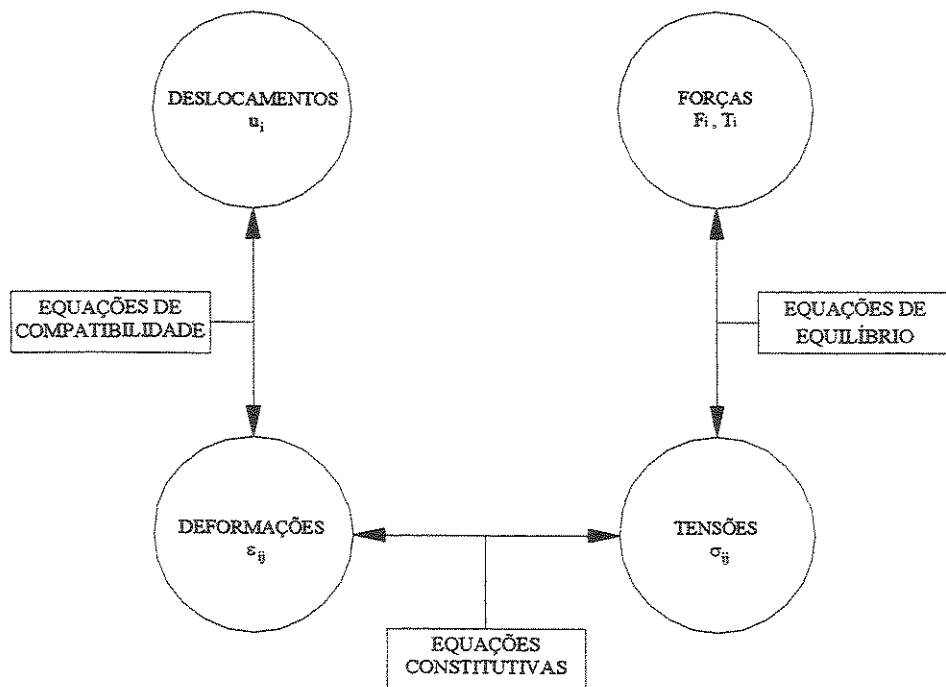 DESLOCAMENTOS
u_i
FORÇAS
F_i , T_i
EQUAÇÕES DE
COMPATIBILIDADE
EQUAÇÕES DE
EQUILÍBRIO
DEFORMAÇÕES
ε_ij
TENSÕES
σ_ij
EQUAÇÕES
CONSTITUTIVAS